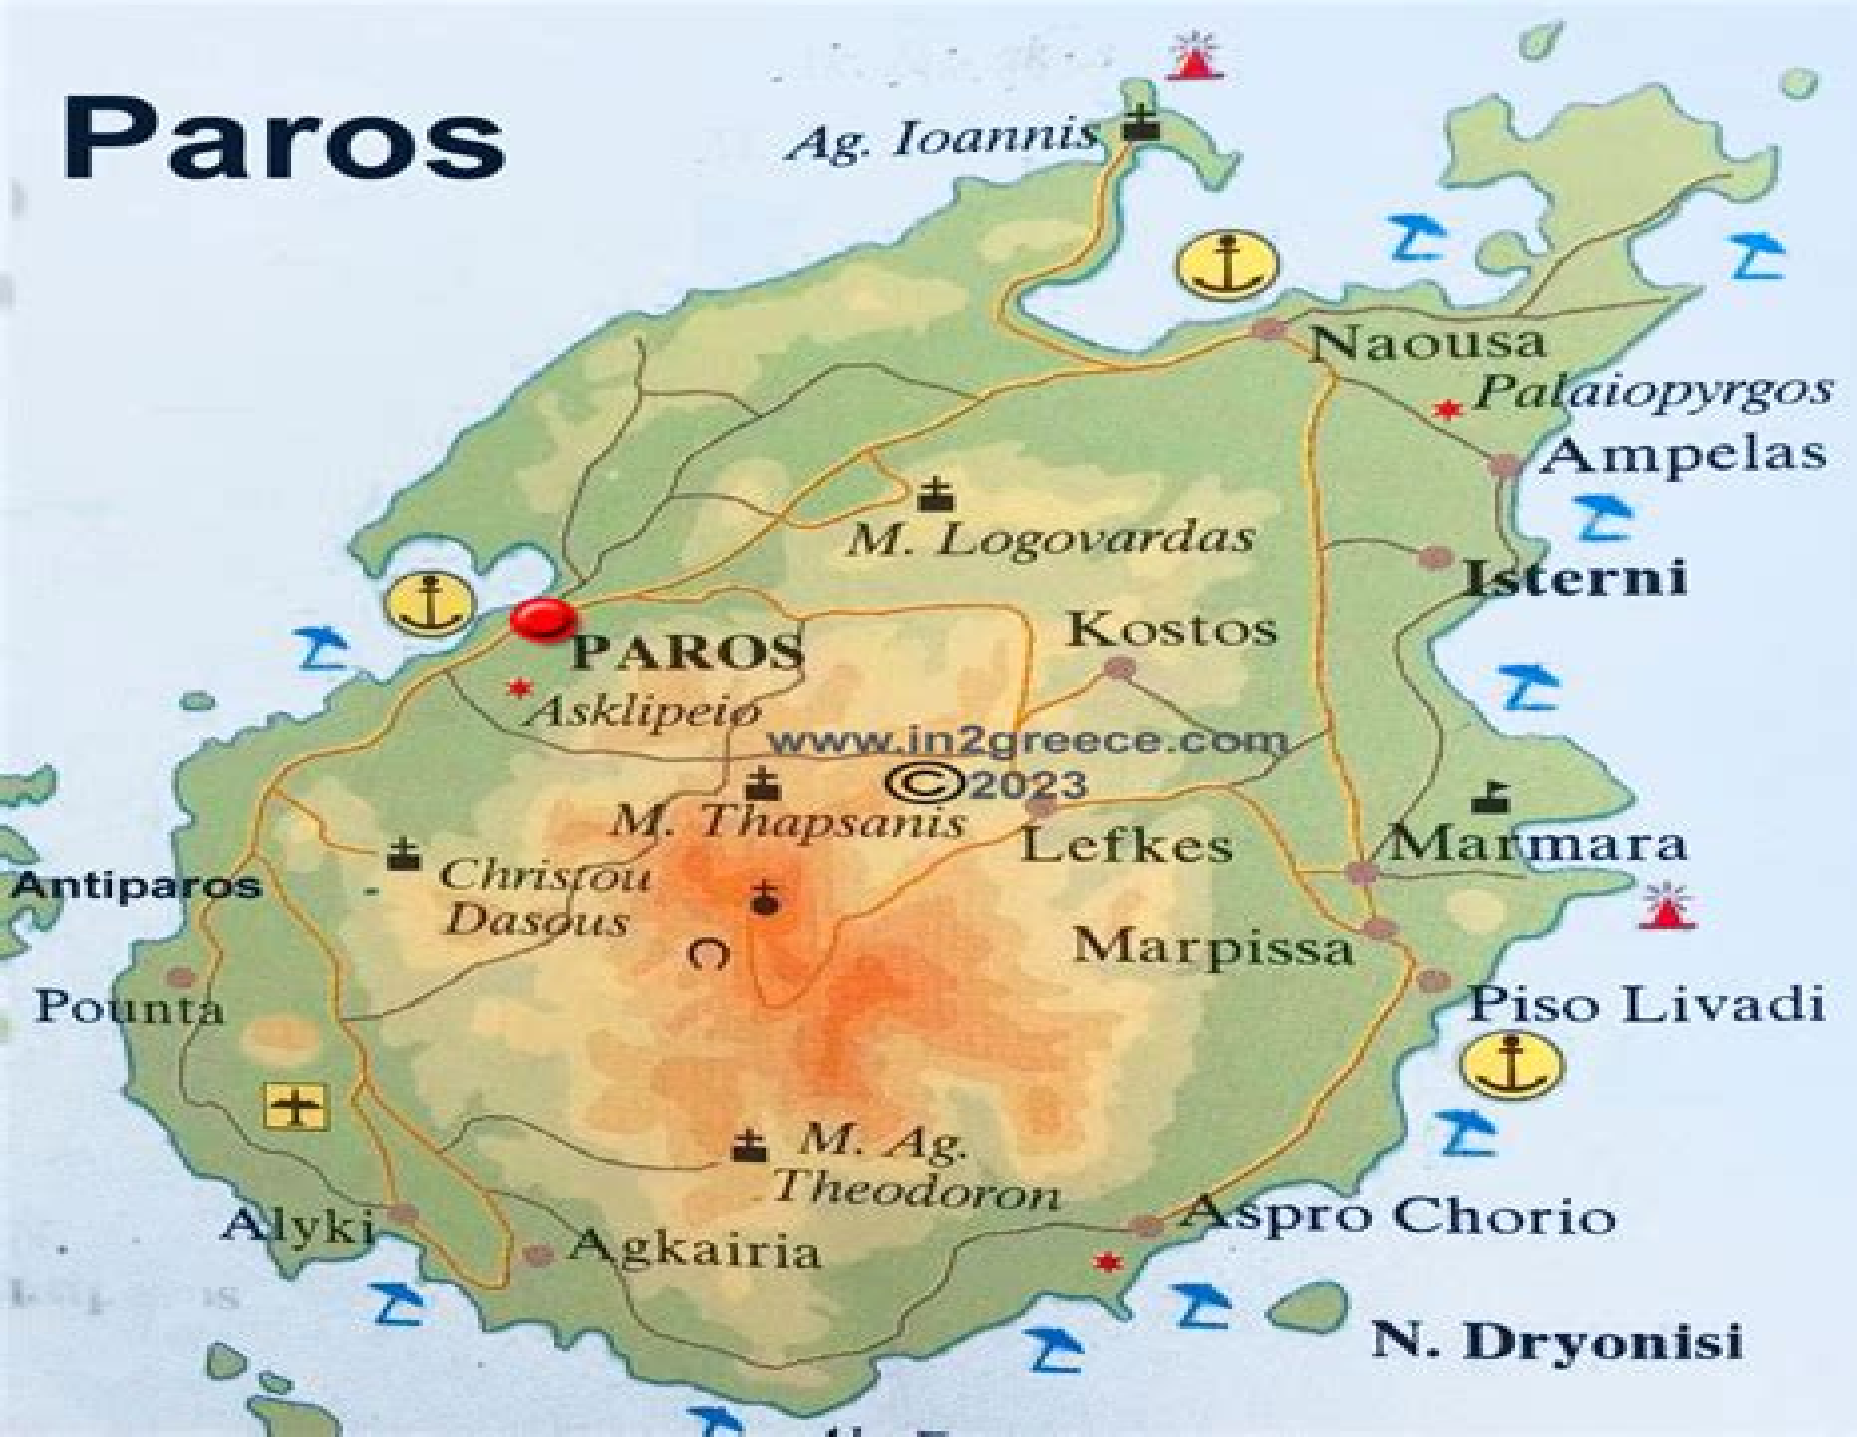 Paros
Ag. Ioannis
Naousa
Palaiopyrgos
Ampelas
M. Logovardas
Isterni
Kostos
PAROS
Asklipeio
www.in2greece.com
©2023
M. Thapsanis
Lefkes
Marmara
Christou
Dasous
Antiparos
Marpissa
Piso Livadi
Pounta
M. Ag.
Theodoron
Aspro Chorio
Alyki
Agkairia
N. Dryonisi